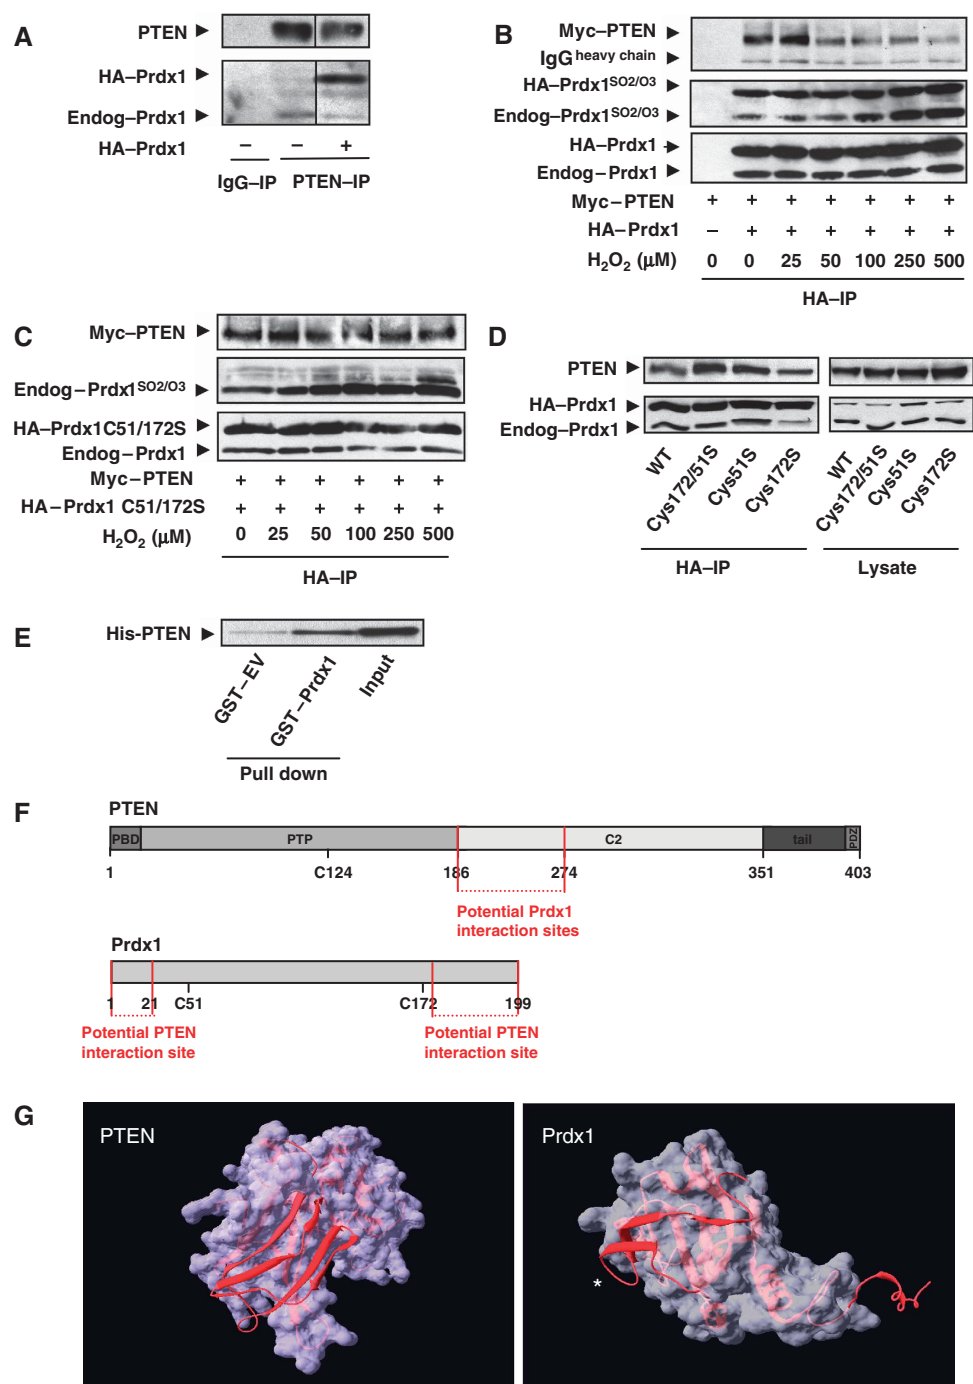 A
PTEN
HA–Prdx1
Endog–Prdx1
HA–Prdx1 – – +
IgG–IP PTEN–IP
B
Myc–PTEN
IgG heavy chain
HA–Prdx1 SO2/O3
Endog–Prdx1 SO2/O3
HA–Prdx1
Endog–Prdx1
Myc–PTEN + + + + + + +
HA–Prdx1 – + + + + + +
H2O2 (µM) 0 0 25 50 100 250 500
HA–IP
C
Myc–PTEN
Endog–Prdx1 SO2/O3
HA–Prdx1C51/172S
Endog–Prdx1
Myc–PTEN + + + + + +
HA–Prdx1 C51/172S + + + + + +
H2O2 (µM) 0 25 50 100 250 500
HA–IP
D
PTEN
HA–Prdx1
Endog–Prdx1
WT Cys172/51S Cys51S Cys172S WT Cys172/51S Cys51S Cys172S
HA–IP Lysate
E
His-PTEN
GST–EV GST–Prdx1 Input
Pull down
F
PTEN
PBD PTP C2 tail PDZ
1 C124 186 274 351 403
Potential Prdx1
interaction sites
Prdx1
1 21 C51 C172 199
Potential PTEN
interaction site
Potential PTEN
interaction site
G
PTEN
Prdx1
*